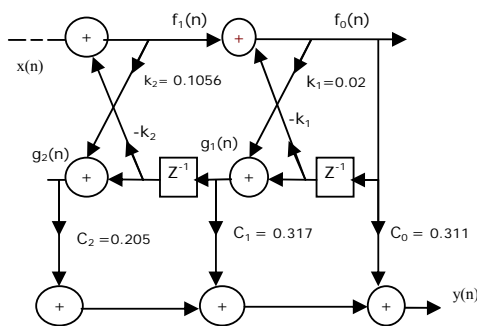 f₁(n) f₀(n)
+ +
x(n)
k₂ = 0.1056 k₁=0.02
-k₂ -k₁
g₂(n) g₁(n)
+ Z⁻¹ + Z⁻¹
C₂=0.205 C₁ = 0.317 C₀ = 0.311
y(n)
+ + +